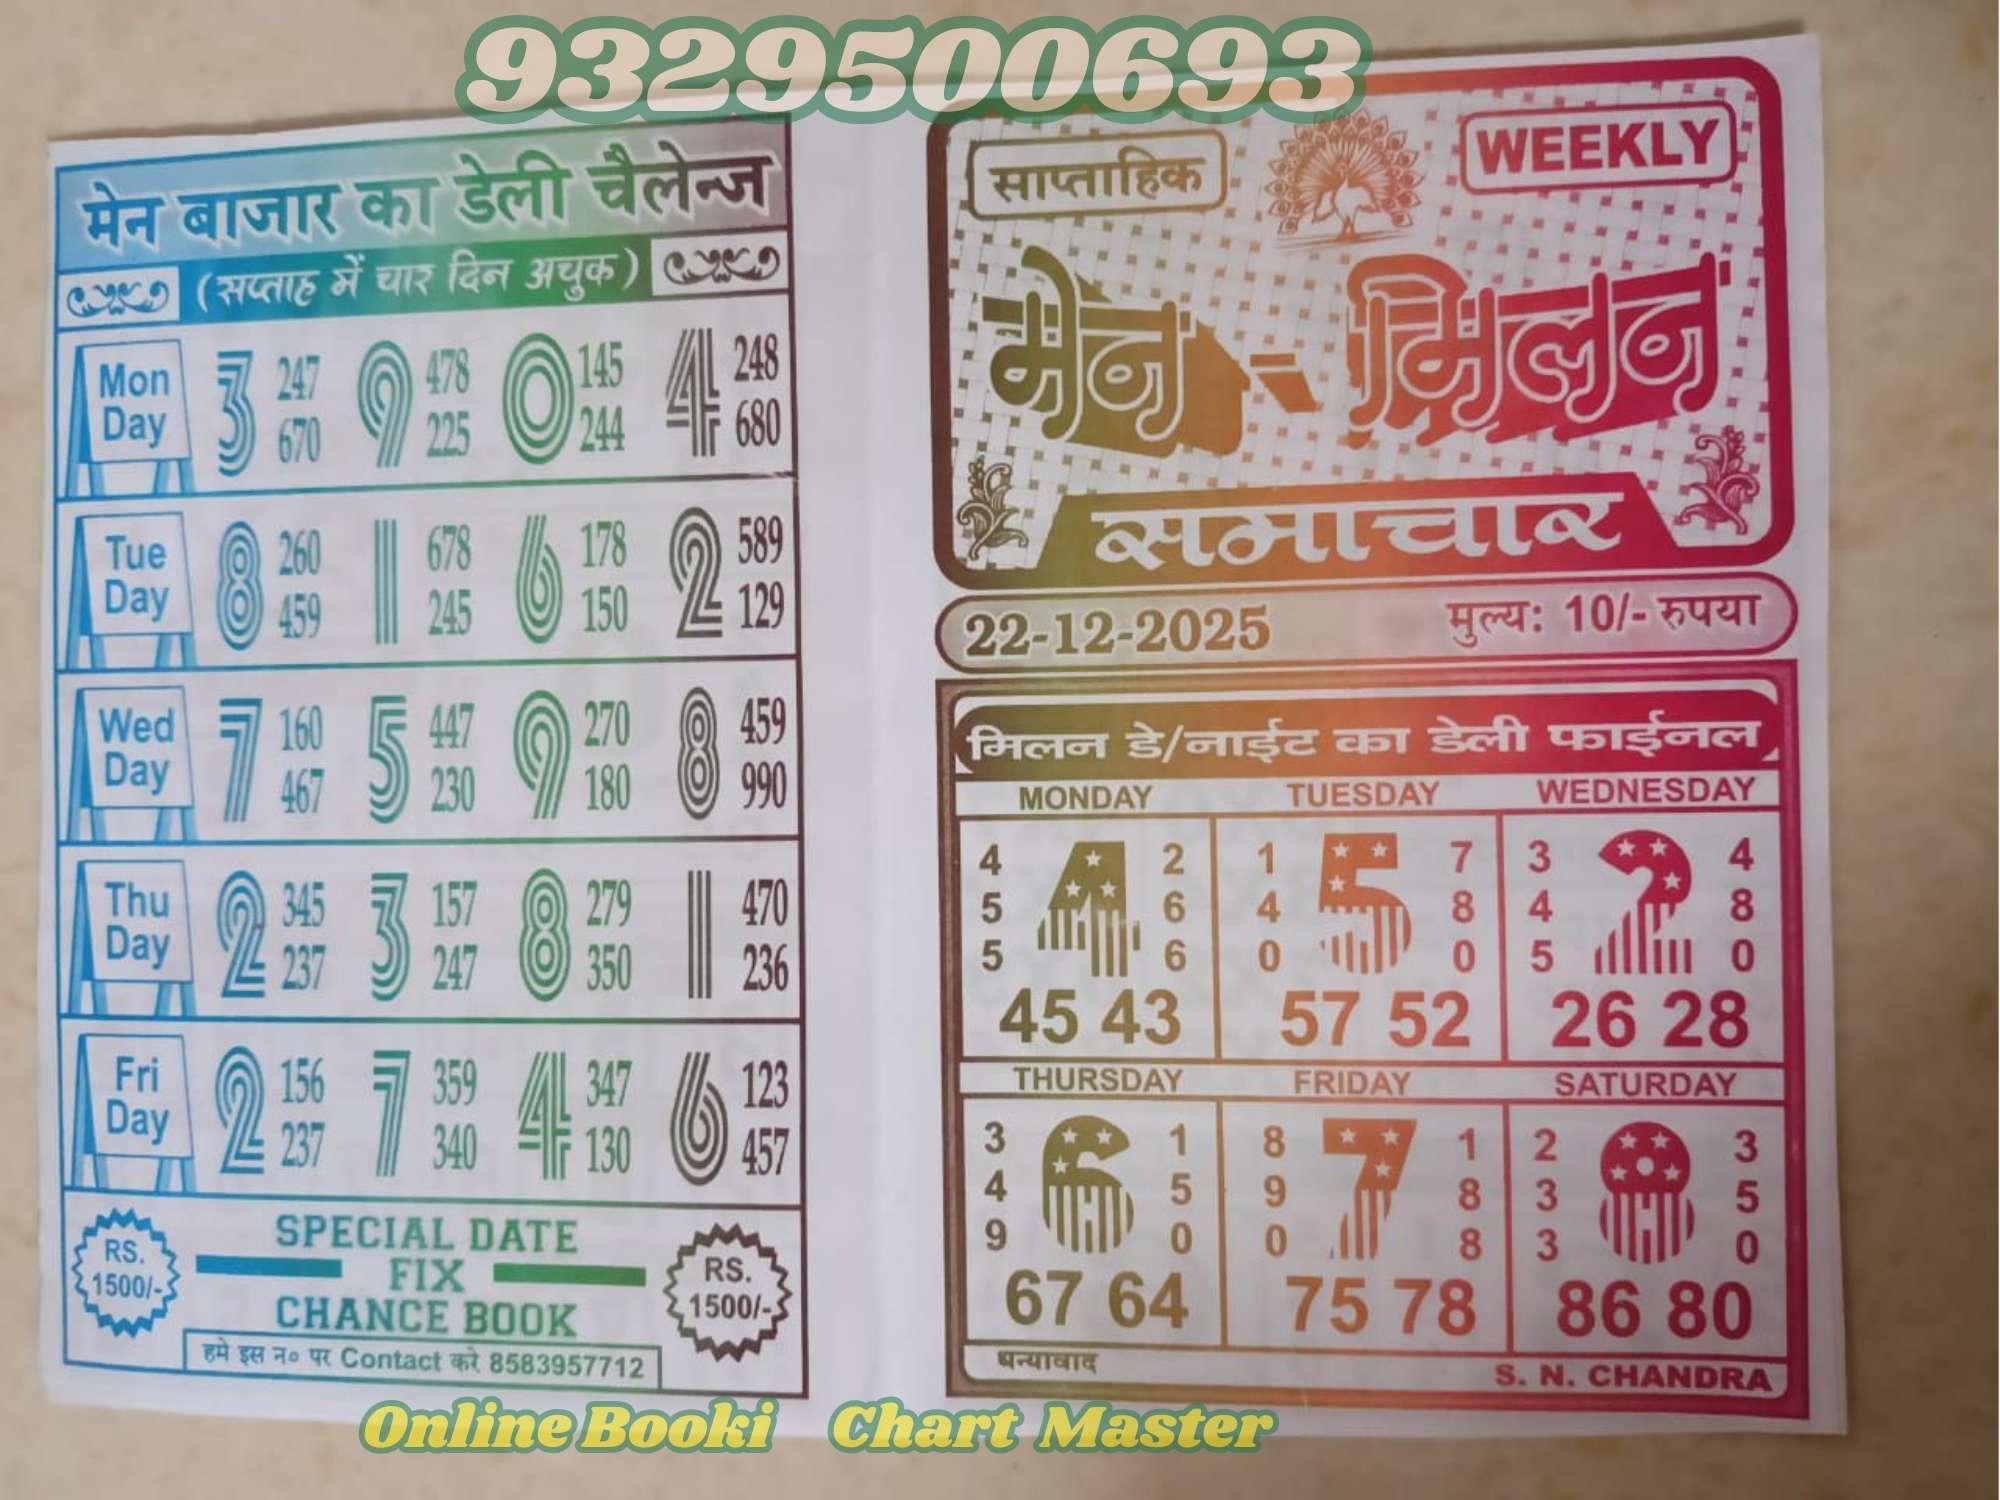 9329500693
मेन बाजार का डेली चैलेन्ज
(सप्ताह में चार दिन अचुक)
Mon Day 3 247 670 9 478 225 0 145 244 4 248 680
Tue Day 8 260 459 1 678 245 6 178 150 2 589 129
Wed Day 7 160 467 5 447 230 9 270 180 8 459 990
Thu Day 2 345 237 3 157 247 8 279 350 1 470 236
Fri Day 2 156 237 7 359 340 4 347 130 6 123 457
RS. 1500/-
SPECIAL DATE
FIX
CHANCE BOOK
RS. 1500/-
हमे इस न० पर Contact करे 8583957712
साप्ताहिक
WEEKLY
मेन - मिलन
समाचार
22-12-2025 मुल्य: 10/- रुपया
मिलन डे/नाईट का डेली फाईनल
MONDAY TUESDAY WEDNESDAY
4 2 1 7 3 4
4 5 2
5 6 4 8 4 8
5 6 0 0 5 0
45 43 57 52 26 28
THURSDAY FRIDAY SATURDAY
3 1 8 1 2 3
6 7 8
4 5 9 8 3 5
9 0 0 8 3 0
67 64 75 78 86 80
धन्यावाद
S. N. CHANDRA
Online Booki Chart Master